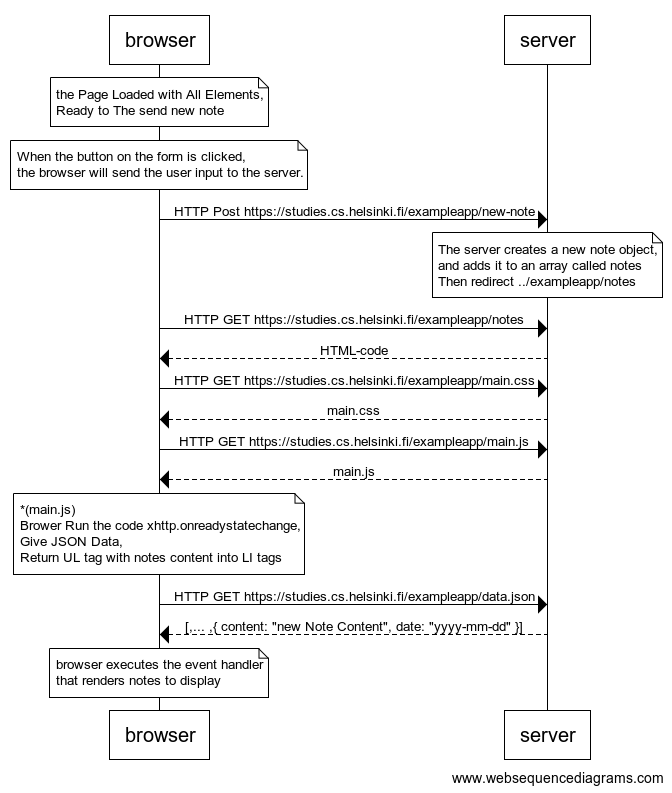 browser
server
the Page Loaded with All Elements,
Ready to The send new note
When the button on the form is clicked,
the browser will send the user input to the server.
HTTP Post https://studies.cs.helsinki.fi/exampleapp/new-note
The server creates a new note object,
and adds it to an array called notes
Then redirect ../exampleapp/notes
HTTP GET https://studies.cs.helsinki.fi/exampleapp/notes
HTML-code
HTTP GET https://studies.cs.helsinki.fi/exampleapp/main.css
main.css
HTTP GET https://studies.cs.helsinki.fi/exampleapp/main.js
main.js
*(main.js)
Brower Run the code xhttp.onreadystatechange,
Give JSON Data,
Return UL tag with notes content into LI tags
HTTP GET https://studies.cs.helsinki.fi/exampleapp/data.json
[,... ,{ content: "new Note Content", date: "yyyy-mm-dd" }]
browser executes the event handler
that renders notes to display
browser
server
www.websequencediagrams.com